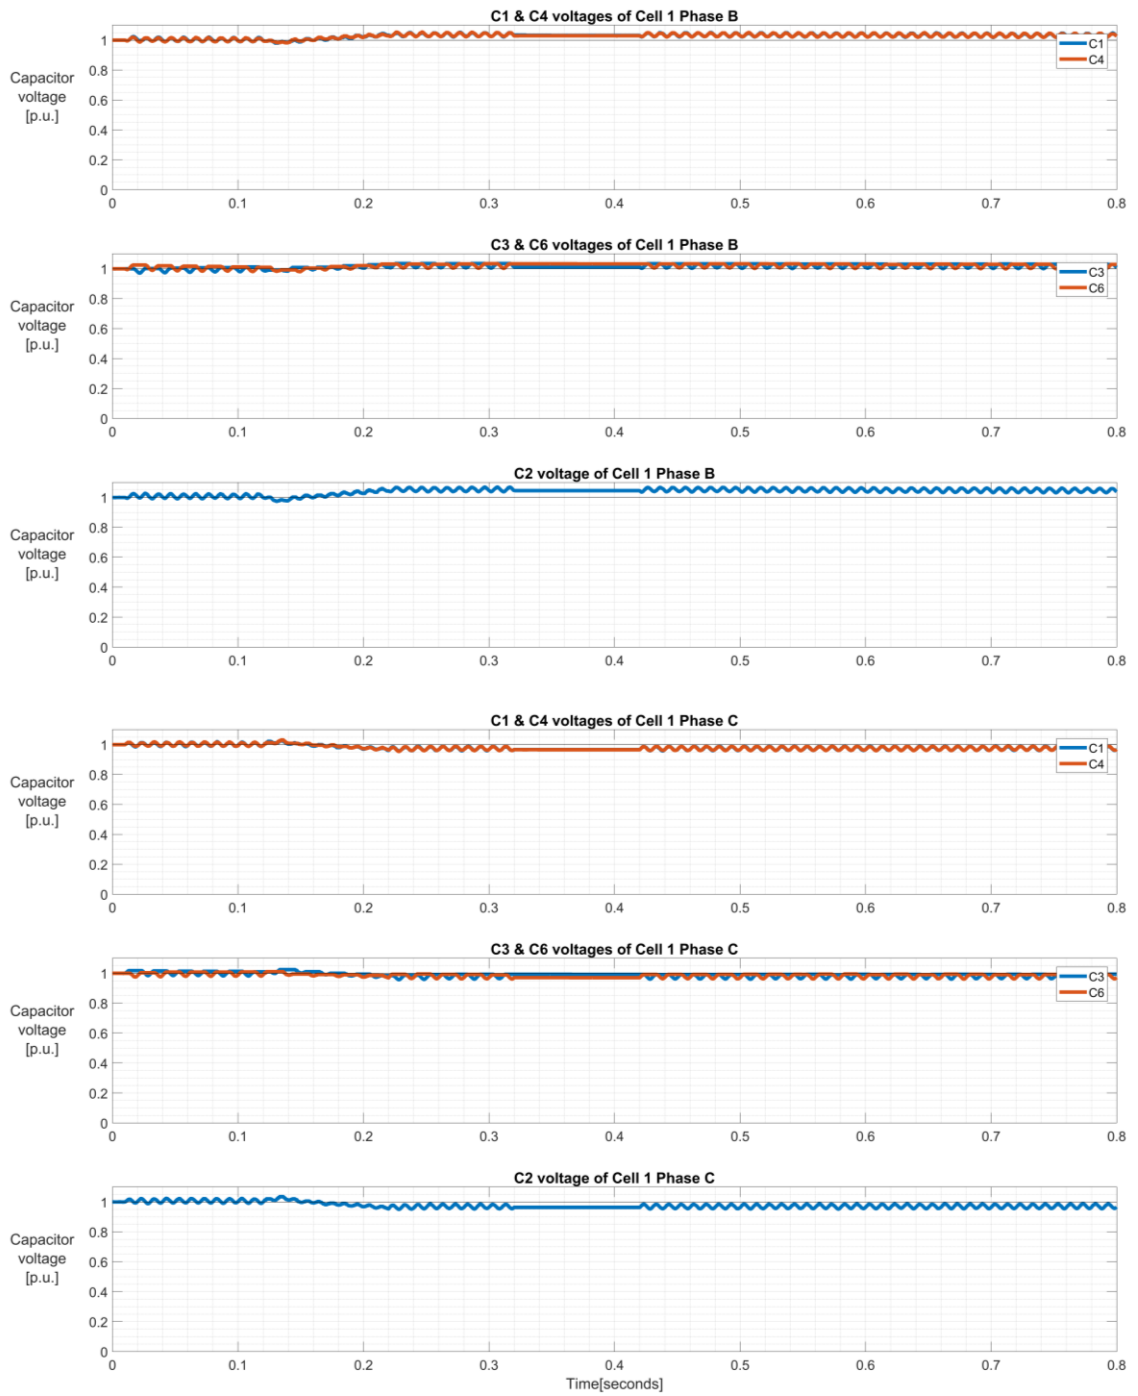 C1 & C4 voltages of Cell 1 Phase B
1
0.8
0.6
0.4
0.2
0
Capacitor
voltage
[p.u.]
C1
C4
0 0.1 0.2 0.3 0.4 0.5 0.6 0.7 0.8
C3 & C6 voltages of Cell 1 Phase B
1
0.8
0.6
0.4
0.2
0
Capacitor
voltage
[p.u.]
C3
C6
0 0.1 0.2 0.3 0.4 0.5 0.6 0.7 0.8
C2 voltage of Cell 1 Phase B
1
0.8
0.6
0.4
0.2
0
Capacitor
voltage
[p.u.]
0 0.1 0.2 0.3 0.4 0.5 0.6 0.7 0.8
C1 & C4 voltages of Cell 1 Phase C
1
0.8
0.6
0.4
0.2
0
Capacitor
voltage
[p.u.]
C1
C4
0 0.1 0.2 0.3 0.4 0.5 0.6 0.7 0.8
C3 & C6 voltages of Cell 1 Phase C
1
0.8
0.6
0.4
0.2
0
Capacitor
voltage
[p.u.]
C3
C6
0 0.1 0.2 0.3 0.4 0.5 0.6 0.7 0.8
C2 voltage of Cell 1 Phase C
1
0.8
0.6
0.4
0.2
0
Capacitor
voltage
[p.u.]
0 0.1 0.2 0.3 0.4 0.5 0.6 0.7 0.8
Time[seconds]